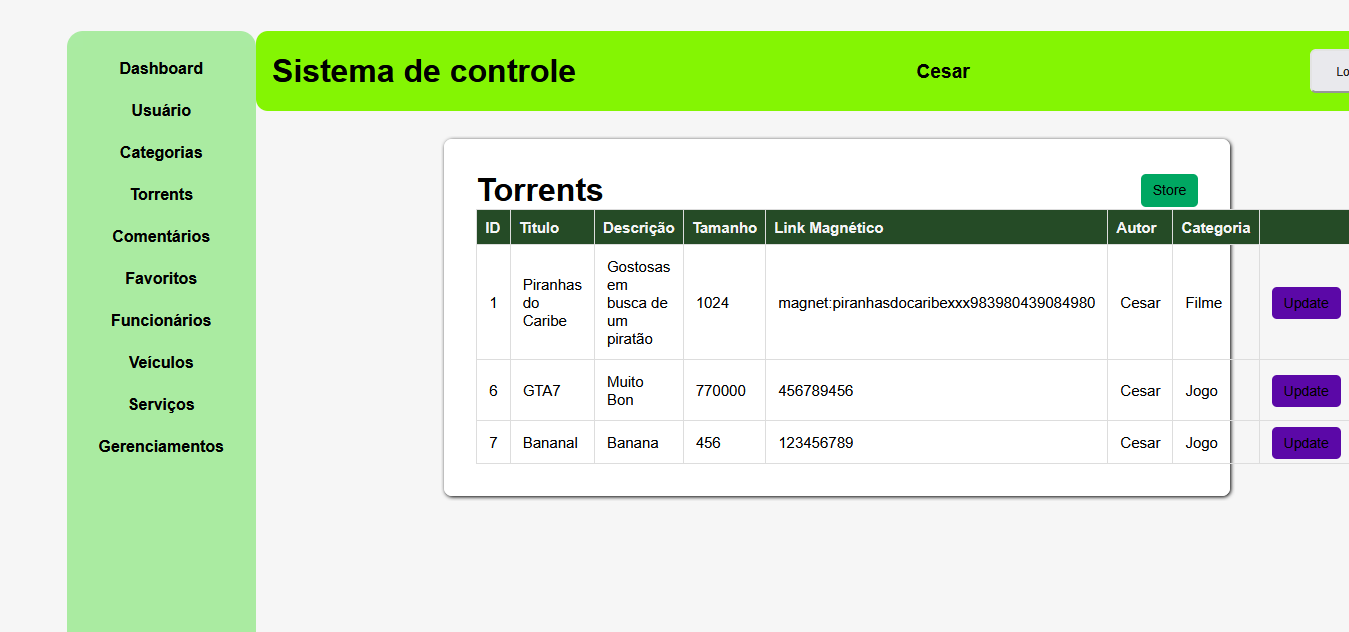 Dashboard
Usuário
Categorias
Torrents
Comentários
Favoritos
Funcionários
Veículos
Serviços
Gerenciamentos
Sistema de controle
Cesar
Lo
Torrents
Store
ID Titulo Descrição Tamanho Link Magnético Autor Categoria
1 Piranhas do Caribe Gostosas em busca de um piratão 1024 magnet:piranhasdocaribexxx983980439084980 Cesar Filme Update
6 GTA7 Muito Bon 770000 456789456 Cesar Jogo Update
7 Bananal Banana 456 123456789 Cesar Jogo Update